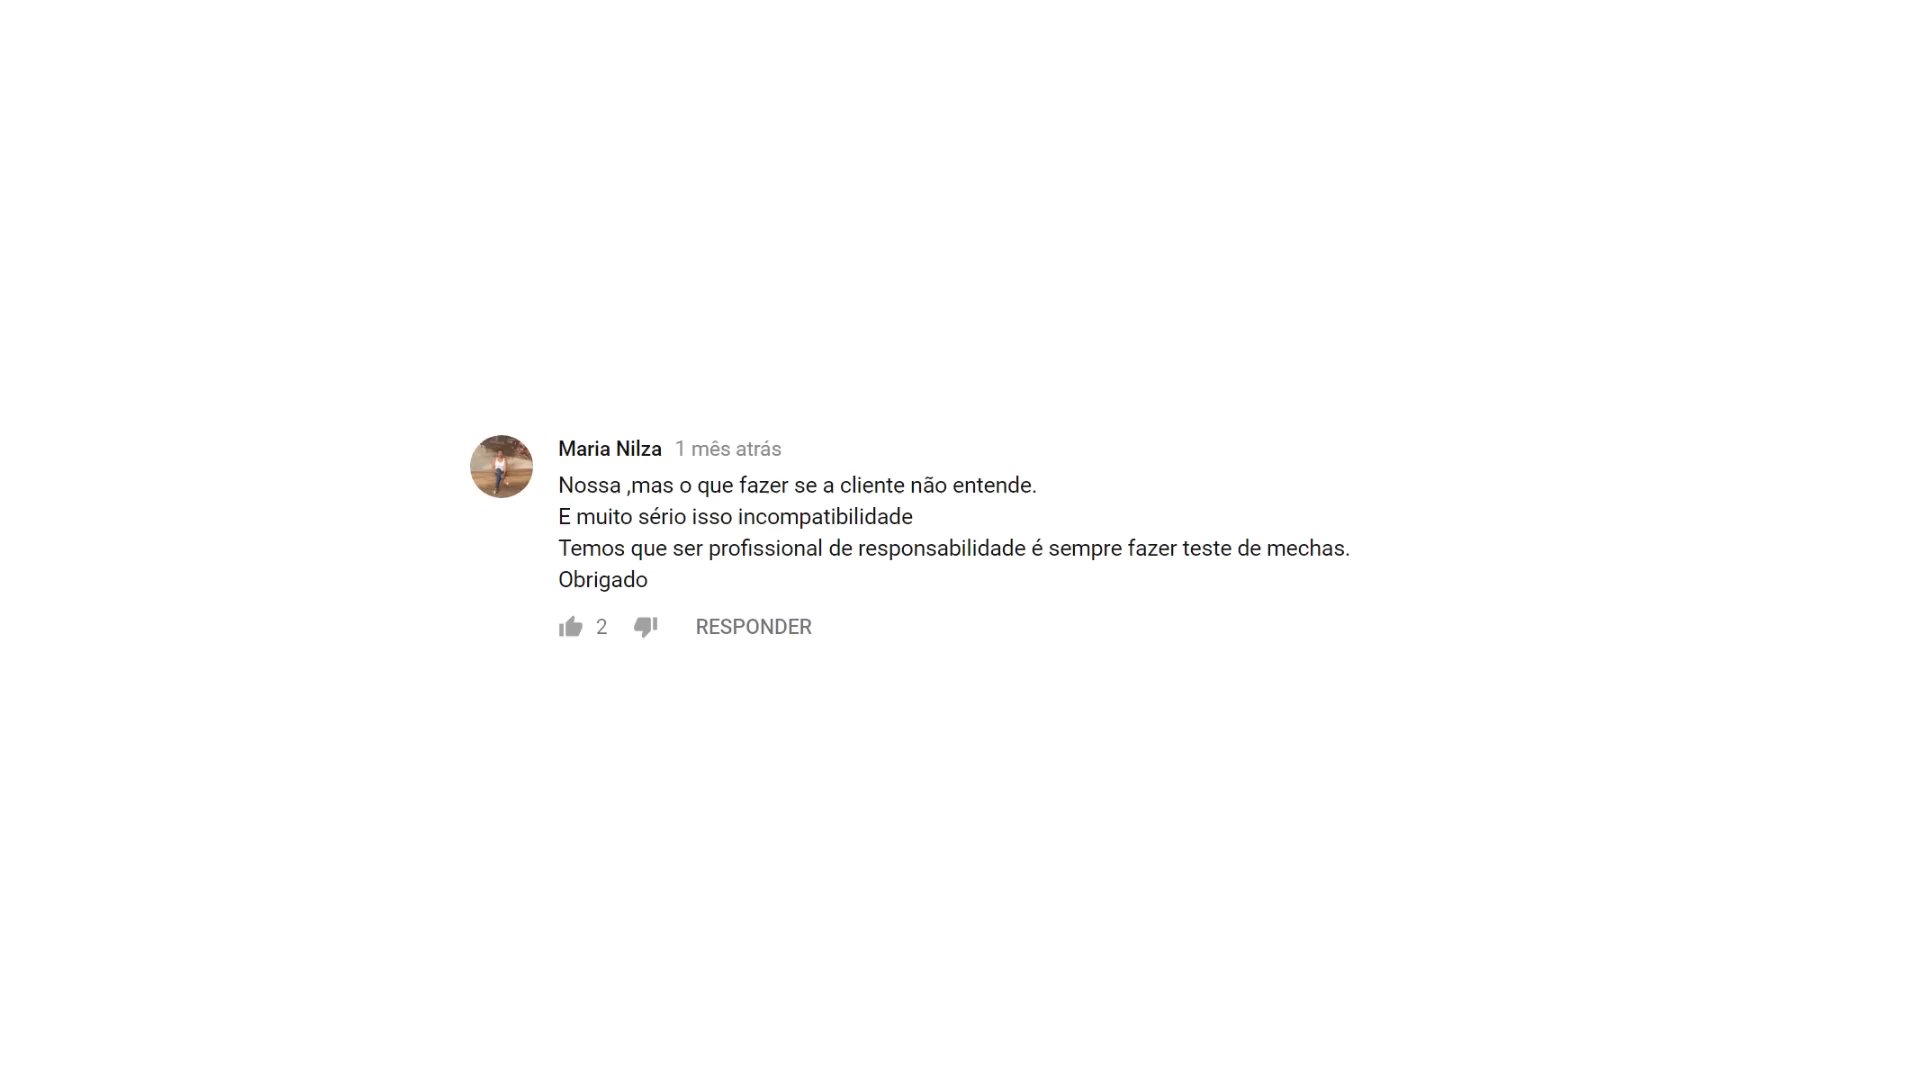 Maria Nilza 1 mês atrás
Nossa ,mas o que fazer se a cliente não entende.
E muito sério isso incompatibilidade
Temos que ser profissional de responsabilidade é sempre fazer teste de mechas.
Obrigado
2 RESPONDER